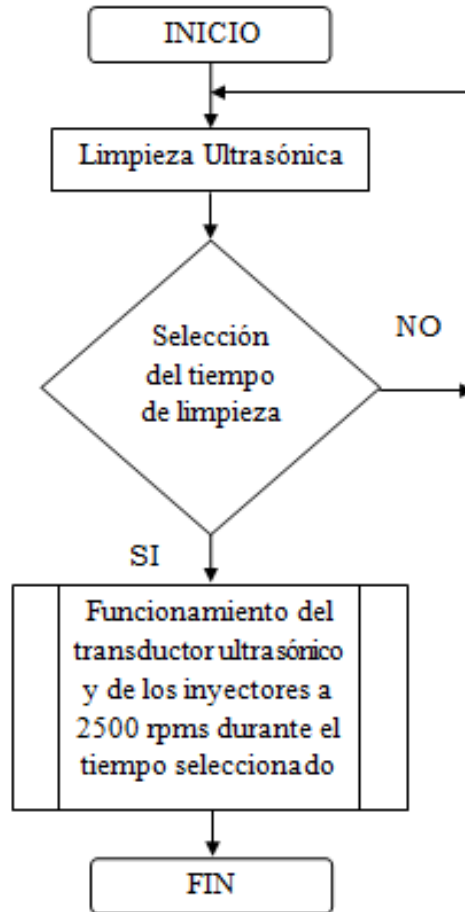 INICIO
Limpieza Ultrasónica
Selección
del tiempo
de limpieza
NO
SI
Funcionamiento del
transductor ultrasónico
y de los inyectores a
2500 rpms durante el
tiempo seleccionado
FIN